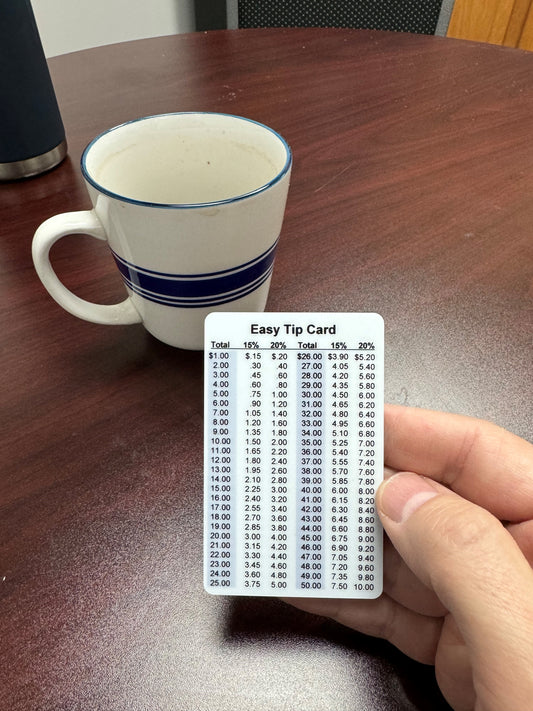 Easy Tip Card
Total 15% 20% Total 15% 20%
$1.00 $.15 $.20 $26.00 $3.90 $5.20
2.00 .30 .40 27.00 4.05 5.40
3.00 .45 .60 28.00 4.20 5.60
4.00 .60 .80 29.00 4.35 5.80
5.00 .75 1.00 30.00 4.50 6.00
6.00 .90 1.20 31.00 4.65 6.20
7.00 1.05 1.40 32.00 4.80 6.40
8.00 1.20 1.60 33.00 4.95 6.60
9.00 1.35 1.80 34.00 5.10 6.80
10.00 1.50 2.00 35.00 5.25 7.00
11.00 1.65 2.20 36.00 5.40 7.20
12.00 1.80 2.40 37.00 5.55 7.40
13.00 1.95 2.60 38.00 5.70 7.60
14.00 2.10 2.80 39.00 5.85 7.80
15.00 2.25 3.00 40.00 6.00 8.00
16.00 2.40 3.20 41.00 6.15 8.20
17.00 2.55 3.40 42.00 6.30 8.40
18.00 2.70 3.60 43.00 6.45 8.60
19.00 2.85 3.80 44.00 6.60 8.80
20.00 3.00 4.00 45.00 6.75 9.00
21.00 3.15 4.20 46.00 6.90 9.20
22.00 3.30 4.40 47.00 7.05 9.40
23.00 3.45 4.60 48.00 7.20 9.60
24.00 3.60 4.80 49.00 7.35 9.80
25.00 3.75 5.00 50.00 7.50 10.00